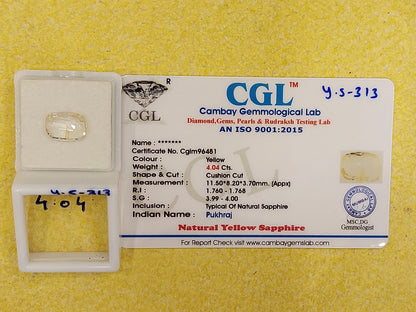 R
CGL
CGL™
Cambay Gemmological Lab
Diamond,Gems, Pearls & Rudraksh Testing Lab
AN ISO 9001:2015
Y.S-313
Name : *******
Certificate No. Cglm96481
Colour : Yellow
Weight : 4.04 Cts.
Shape & Cut : Cushion Cut
Measurement : 11.50*8.20*3.70mm. (Appx)
R.I : 1.760 - 1.768
S.G : 3.99 - 4.00
Inclusion : Typical Of Natural Sapphire
Indian Name : Pukhraj
Natural Yellow Sapphire
Verify your report at www.cambaygemslab.com
MSC,DG
Gemmologist
Y.S-313
4.04